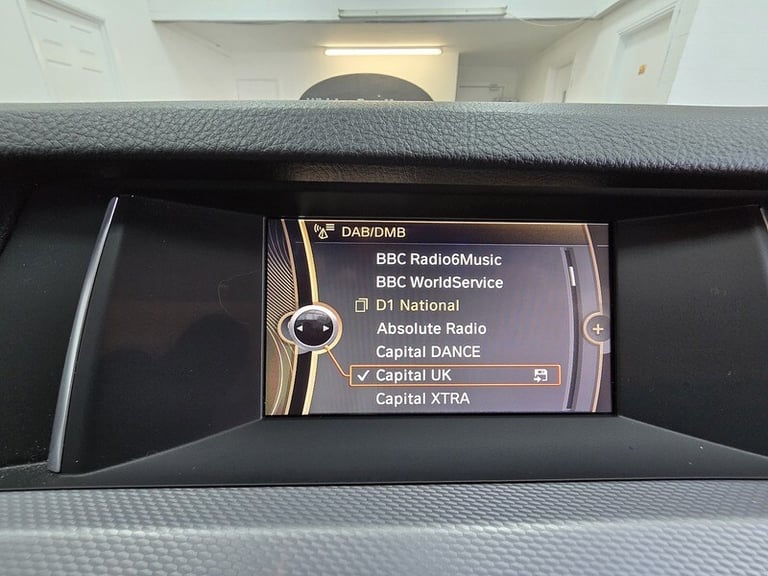 DAB/DMB
BBC Radio6Music
BBC WorldService
D1 National
Absolute Radio
Capital DANCE
Capital UK
Capital XTRA